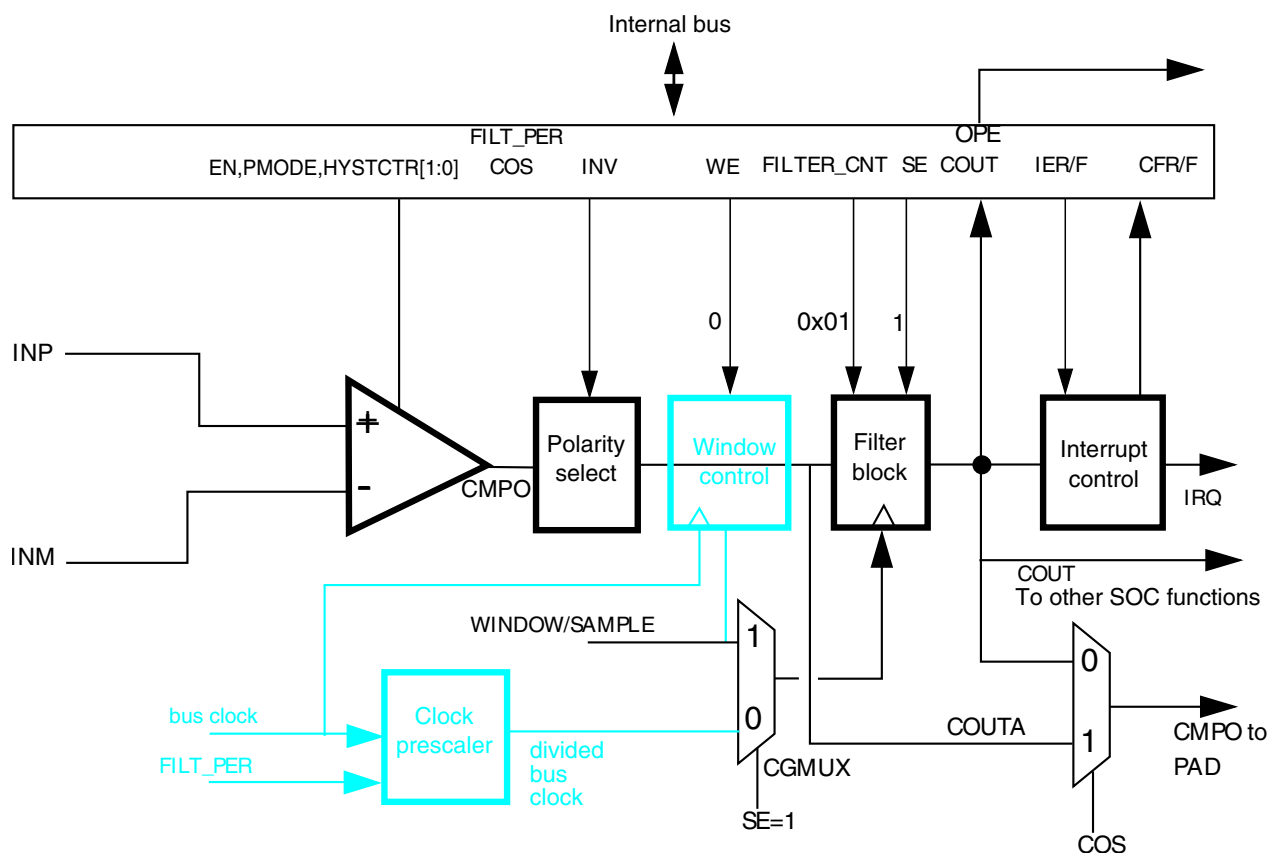 Internal bus
FILT_PER
OPE
EN,PMODE,HYSTCTR[1:0]
COS
INV
WE
FILTER_CNT
SE
COUT
IER/F
CFR/F
0
0x01
1
INP
+
-
INM
CMPO
Polarity
select
Window
control
Filter
block
Interrupt
control
IRQ
COUT
To other SOC functions
WINDOW/SAMPLE
1
0
CGMUX
SE=1
bus clock
FILT_PER
Clock
prescaler
divided
bus
clock
COUTA
0
1
CMPO to
PAD
COS